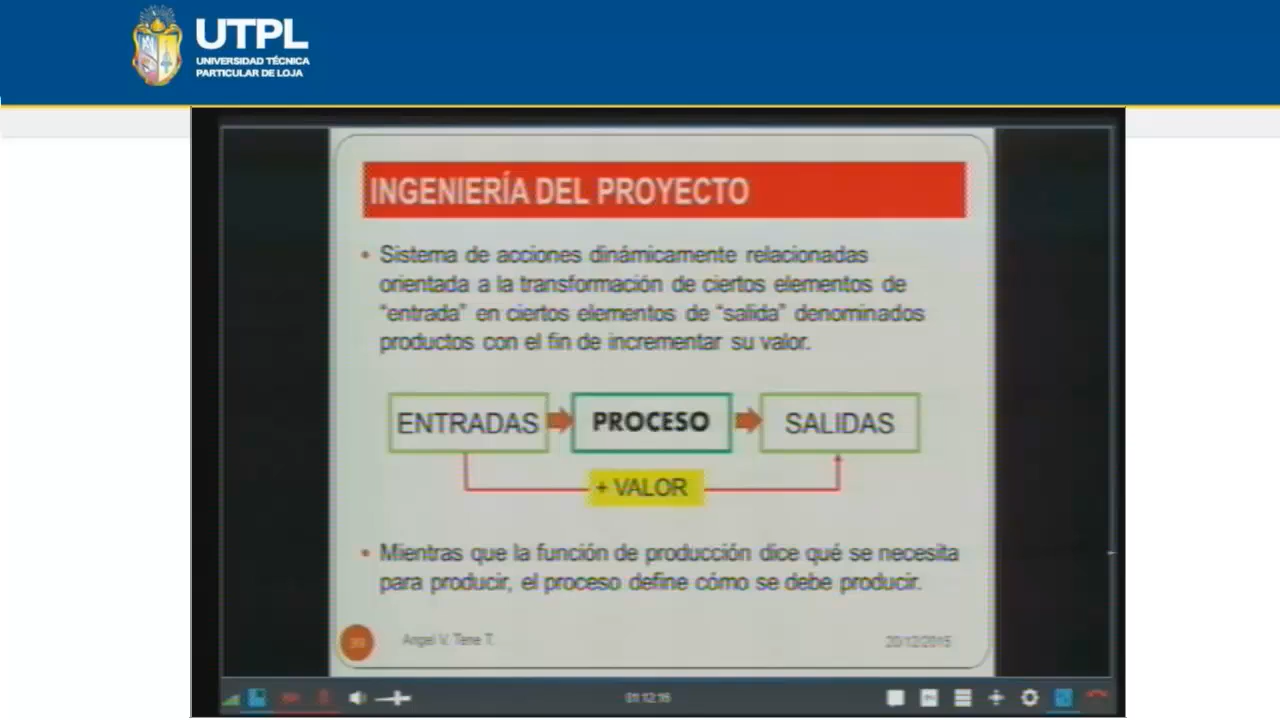 UTPL
UNIVERSIDAD TÉCNICA
PARTICULAR DE LOJA
INGENIERÍA DEL PROYECTO
• Sistema de acciones dinámicamente relacionadas
orientada a la transformación de ciertos elementos de
“entrada” en ciertos elementos de “salida” denominados
productos con el fin de incrementar su valor.
ENTRADAS PROCESO SALIDAS
+ VALOR
• Mientras que la función de producción dice qué se necesita
para producir, el proceso define cómo se debe producir.
39 Angel V. Tene T. 20/12/2015
01:12:16